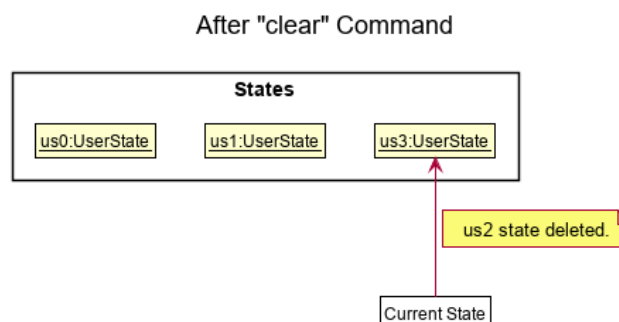 After "clear" Command
States
us0:UserState
us1:UserState
us3:UserState
us2 state deleted.
Current State